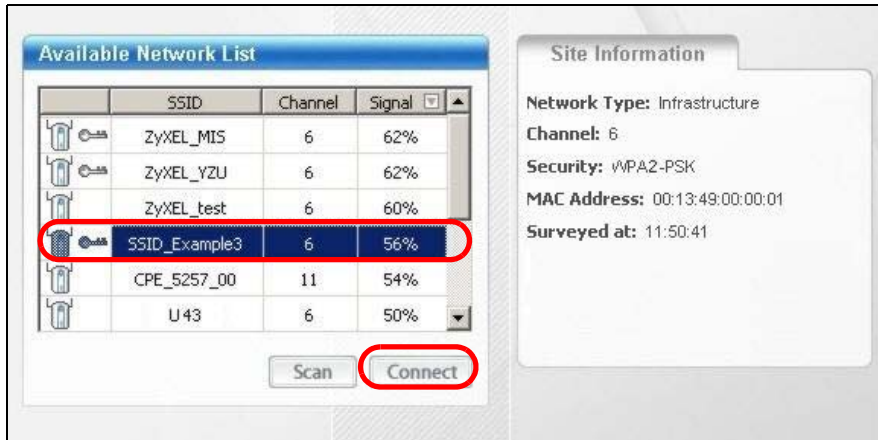 Available Network List
SSID Channel Signal
ZyXEL_MIS 6 62%
ZyXEL_YZU 6 62%
ZyXEL_test 6 60%
SSID_Example3 6 56%
CPE_5257_00 11 54%
U43 6 50%
Scan Connect
Site Information
Network Type: Infrastructure
Channel: 6
Security: WPA2-PSK
MAC Address: 00:13:49:00:00:01
Surveyed at: 11:50:41